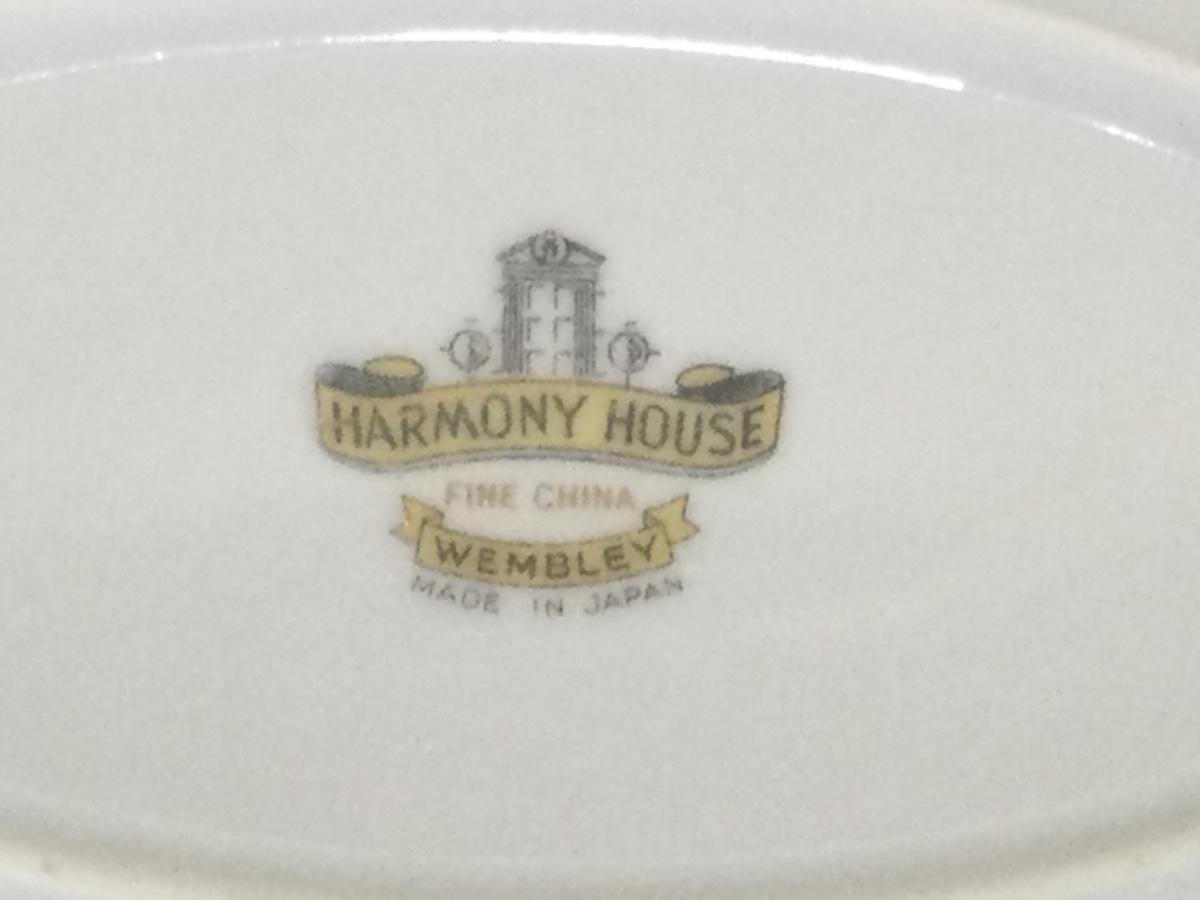 HARMONY HOUSE
FINE CHINA
WEMBLEY
MADE IN JAPAN